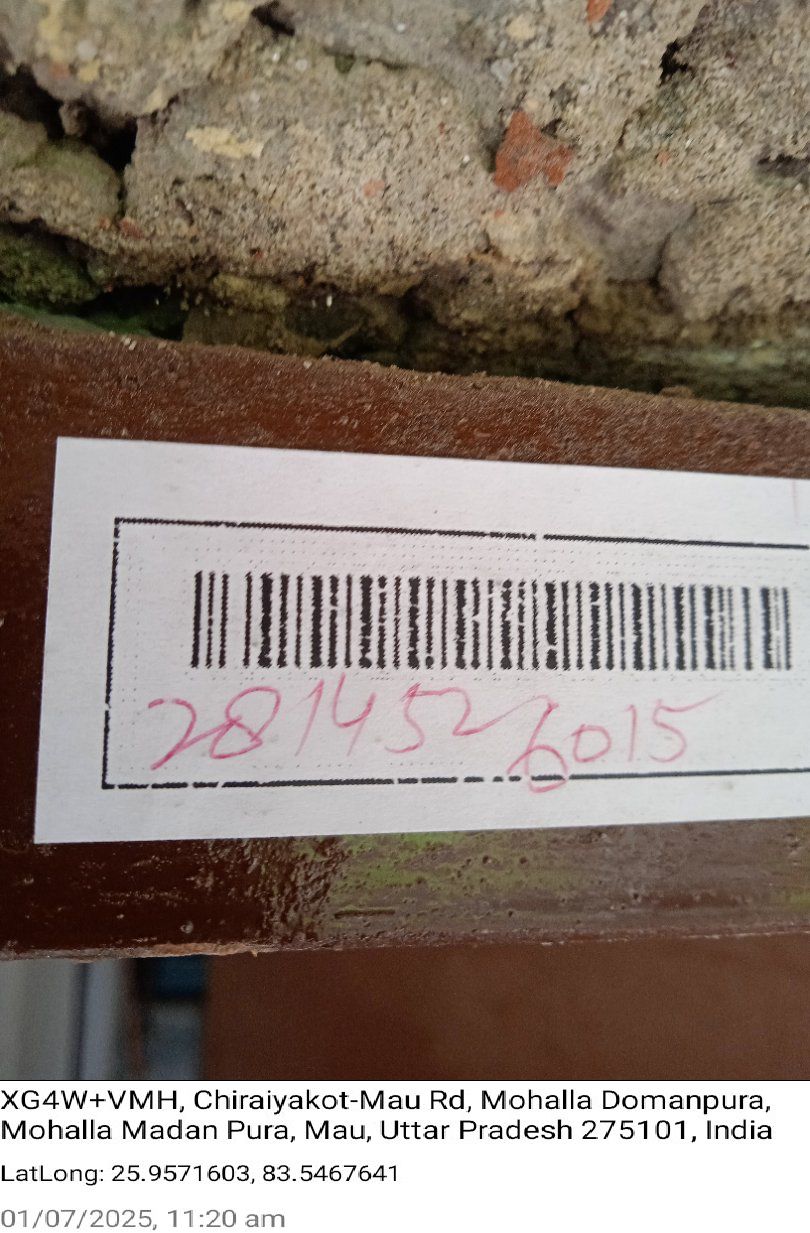 2814526015
XG4W+VMH, Chiraiyakot-Mau Rd, Mohalla Domanpura,
Mohalla Madan Pura, Mau, Uttar Pradesh 275101, India
LatLong: 25.9571603, 83.5467641
01/07/2025, 11:20 am